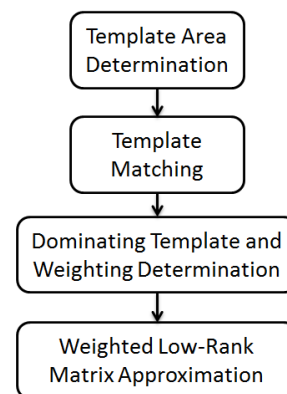 Template Area
Determination
Template
Matching
Dominating Template and
Weighting Determination
Weighted Low-Rank
Matrix Approximation